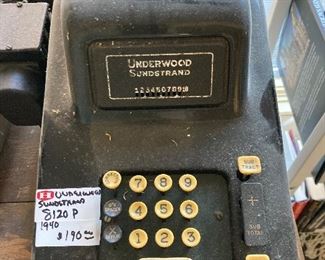 UNDERWOOD
SUNDSTRAND
H UNDERWOOD
SUNDSTRAND
8120 P
1940
$190.00
7 8 9
4 5 6
1 2 3
SUB
TRACT
+
SUB
TOTAL